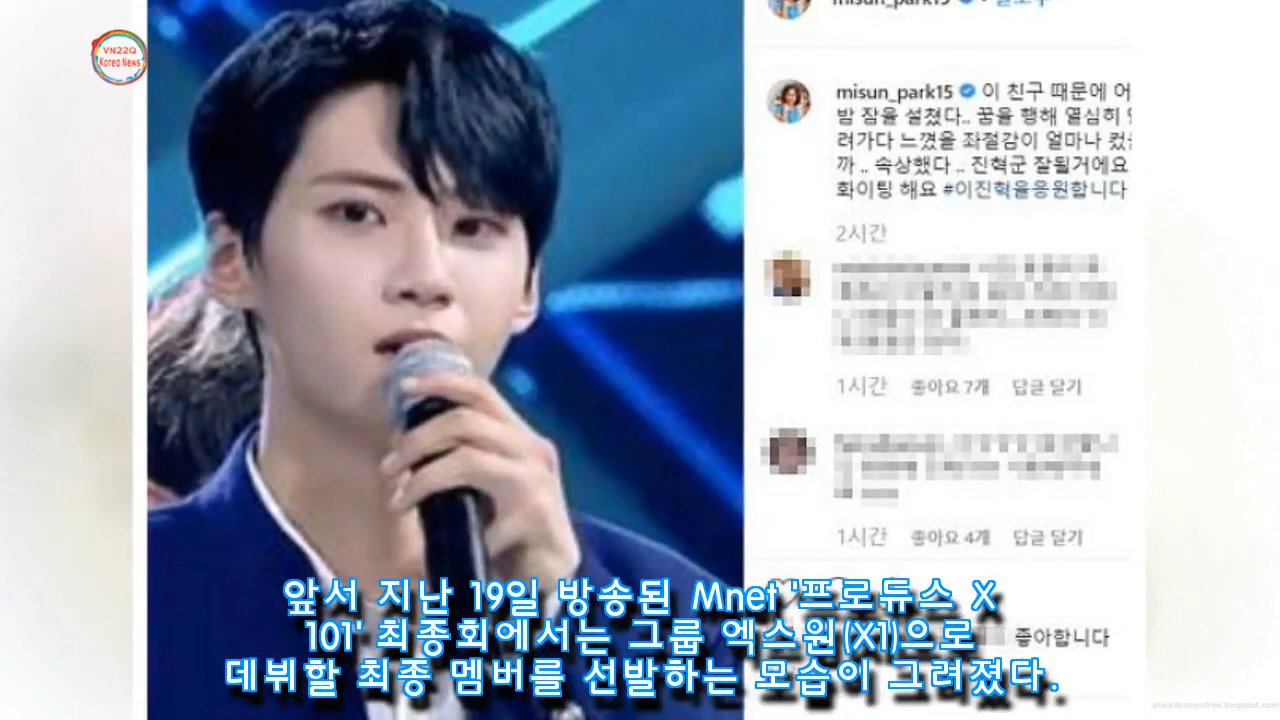 VN22Q
Korea News
misun_park15
misun_park15 이 친구 때문에 어
밤 잠을 설쳤다.. 꿈을 행해 열심히
려가다 느꼈을 좌절감이 얼마나 컸
까 .. 속상했다 .. 진혁군 잘될거에요
화이팅 해요 #이진혁을응원합니다
2시간
1시간 좋아요 7개 답글 달기
1시간 좋아요 4개 답글 달기
좋아합니다
앞서 지난 19일 방송된 Mnet '프로듀스 X
101' 최종회에서는 그룹 엑스원(X1)으로
데뷔할 최종 멤버를 선발하는 모습이 그려졌다.